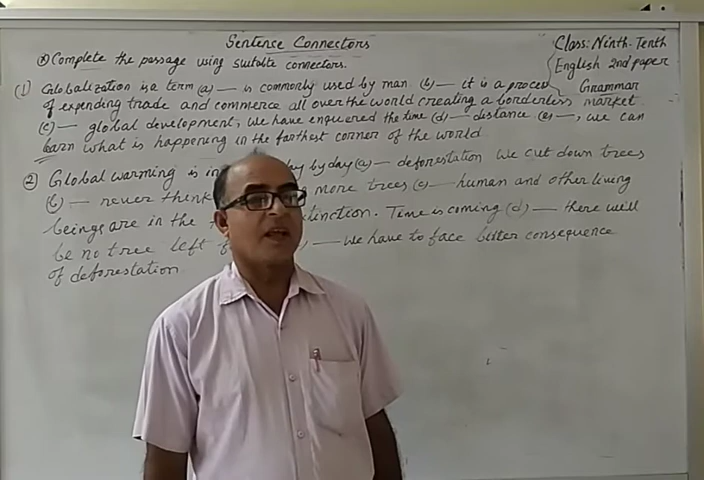 Sentence Connectors
Class: Ninth-Tenth
English 2nd paper
Grammar
Complete the passage using suitable connectors.
(1) Globalization is a term (a) — is commonly used by man. (b) — it is a process
of expending trade and commerce all over the world creating a borderless market.
(c) — global development, we have enquered the time (d) — distance (e) —, we can
learn what is happening in the farthest corner of the world.
(2) Global warming is in day by day (a) — deforestation we cut down trees
(b) — never think more trees (c) — human and other living
beings are in the tinction. Time is coming (d) — there will
be no tree left — we have to face bitter consequence
of deforestation.